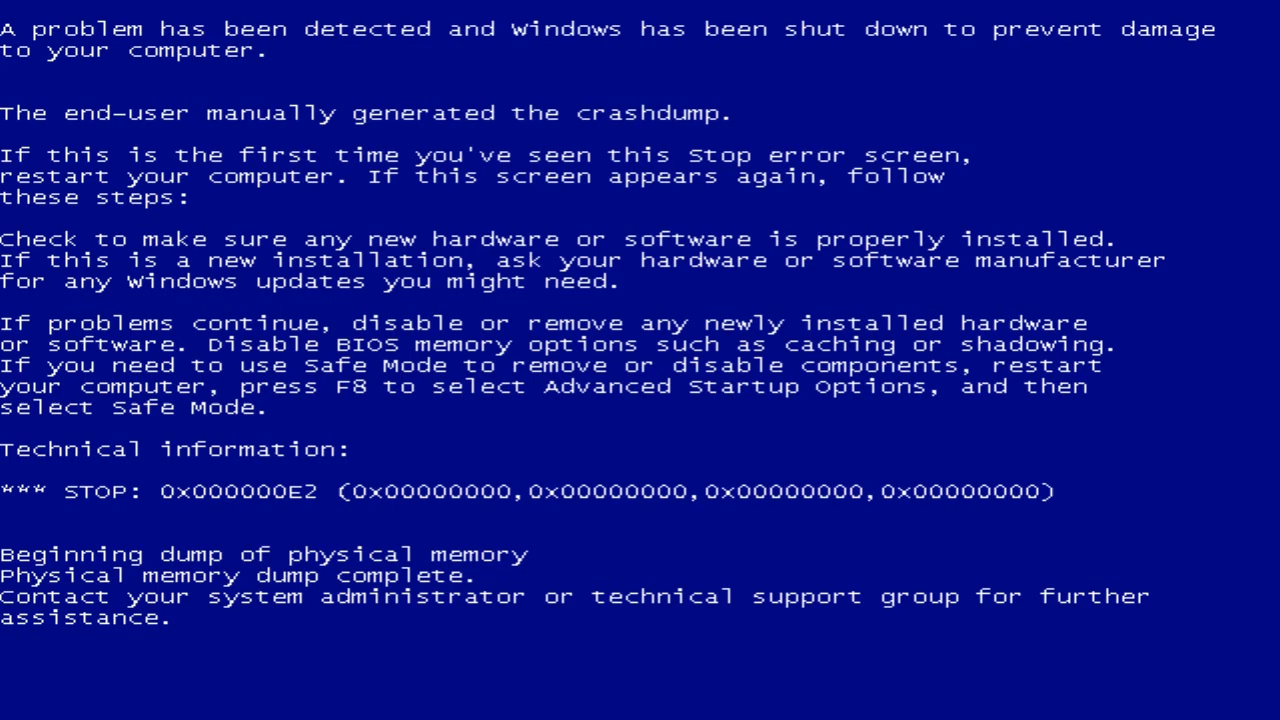 A problem has been detected and Windows has been shut down to prevent damage
to your computer.
The end-user manually generated the crashdump.
If this is the first time you've seen this Stop error screen,
restart your computer. If this screen appears again, follow
these steps:
Check to make sure any new hardware or software is properly installed.
If this is a new installation, ask your hardware or software manufacturer
for any Windows updates you might need.
If problems continue, disable or remove any newly installed hardware
or software. Disable BIOS memory options such as caching or shadowing.
If you need to use Safe Mode to remove or disable components, restart
your computer, press F8 to select Advanced Startup Options, and then
select Safe Mode.
Technical information:
*** STOP: 0x000000E2 (0x00000000,0x00000000,0x00000000,0x00000000)
Beginning dump of physical memory
Physical memory dump complete.
Contact your system administrator or technical support group for further
assistance.